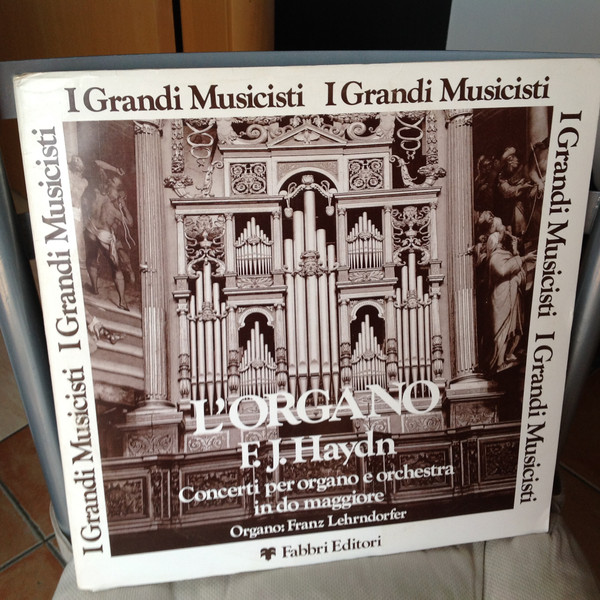 I Grandi Musicisti I Grandi Musicisti
I Grandi Musicisti I Grandi Musicisti
I Grandi Musicisti I Grandi Musicisti
L'ORGANO
F. J. Haydn
Concerti per organo e orchestra
in do maggiore
Organo: Franz Lehrndorfer
Fabbri Editori